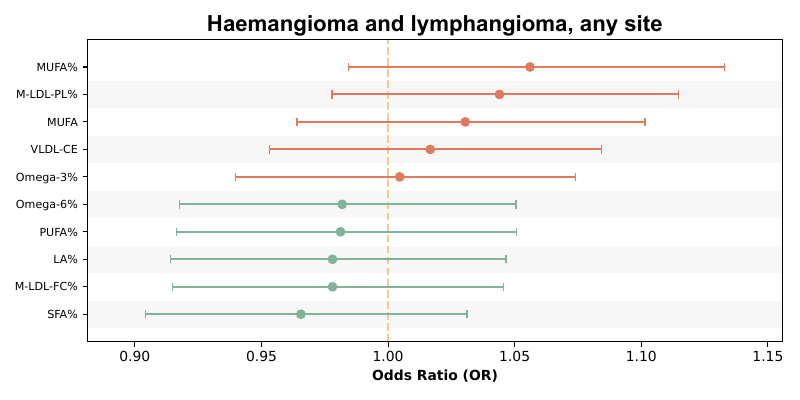 Haemangioma and lymphangioma, any site
MUFA%
M-LDL-PL%
MUFA
VLDL-CE
Omega-3%
Omega-6%
PUFA%
LA%
M-LDL-FC%
SFA%
0.90 0.95 1.00 1.05 1.10 1.15
Odds Ratio (OR)